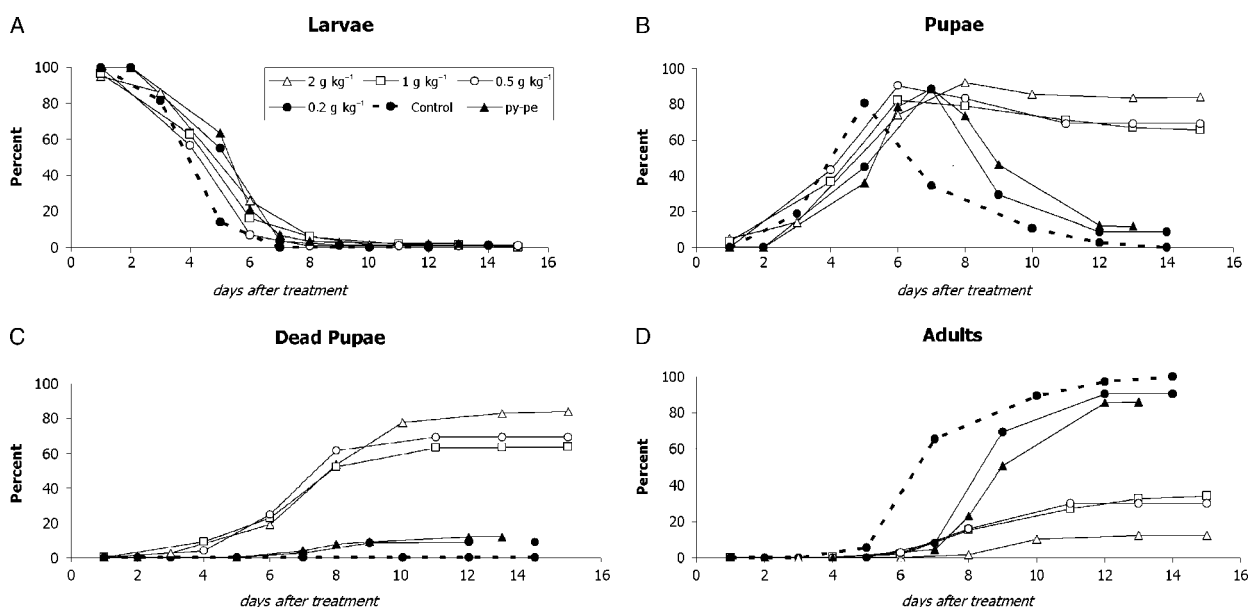 A
Larvae
Percent
100
80
60
40
20
0
0 2 4 6 8 10 12 14 16
days after treatment
2 g kg⁻¹ 1 g kg⁻¹ 0.5 g kg⁻¹
0.2 g kg⁻¹ Control py-pe
B
Pupae
Percent
100
80
60
40
20
0
0 2 4 6 8 10 12 14 16
days after treatment
C
Dead Pupae
Percent
100
80
60
40
20
0
0 2 4 6 8 10 12 14 16
days after treatment
D
Adults
Percent
100
80
60
40
20
0
0 2 4 6 8 10 12 14 16
days after treatment